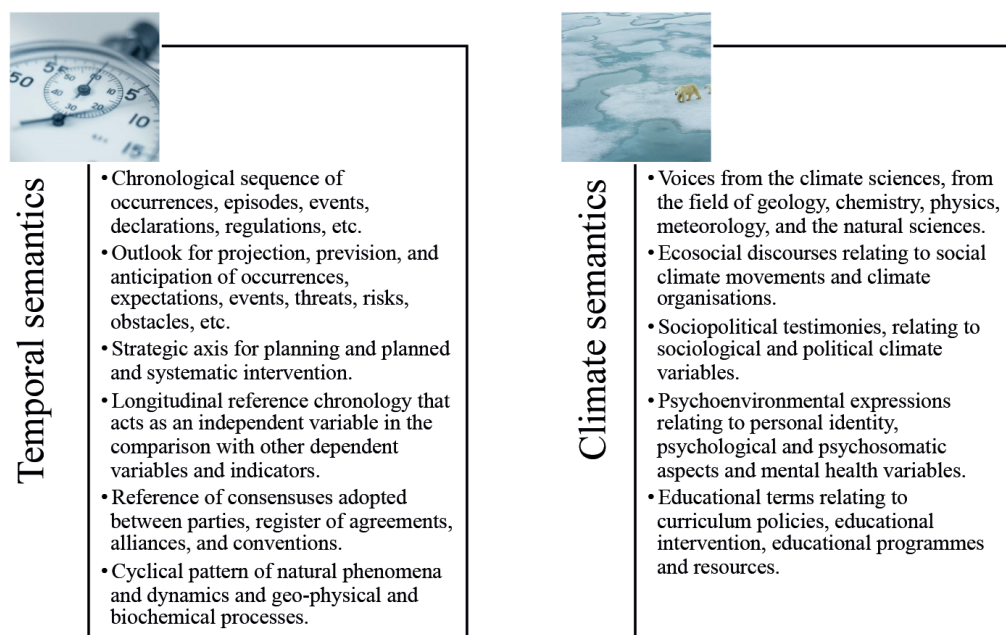 Temporal semantics
• Chronological sequence of
occurrences, episodes, events,
declarations, regulations, etc.
• Outlook for projection, prevision, and
anticipation of occurrences,
expectations, events, threats, risks,
obstacles, etc.
• Strategic axis for planning and planned
and systematic intervention.
• Longitudinal reference chronology that
acts as an independent variable in the
comparison with other dependent
variables and indicators.
• Reference of consensuses adopted
between parties, register of agreements,
alliances, and conventions.
• Cyclical pattern of natural phenomena
and dynamics and geo-physical and
biochemical processes.
Climate semantics
• Voices from the climate sciences, from
the field of geology, chemistry, physics,
meteorology, and the natural sciences.
• Ecosocial discourses relating to social
climate movements and climate
organisations.
• Sociopolitical testimonies, relating to
sociological and political climate
variables.
• Psychoenvironmental expressions
relating to personal identity,
psychological and psychosomatic
aspects and mental health variables.
• Educational terms relating to
curriculum policies, educational
intervention, educational programmes
and resources.
50
55
5
10
15